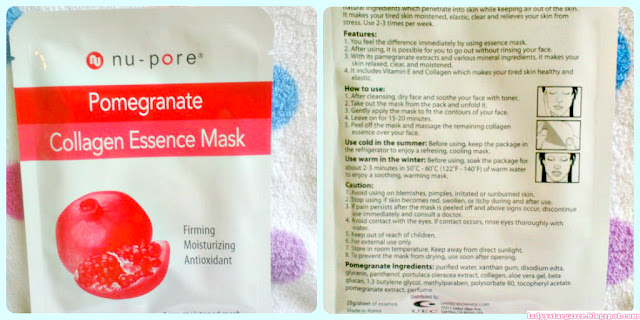 nu-pore®
Pomegranate
Collagen Essence Mask
Firming
Moisturizing
Antioxidant
natural ingredients which penetrate into skin while keeping air out of the skin.
It makes your tired skin moistened, elastic, clear and relieves your skin from
stress. Use 2-3 times per week.
Features:
1. You feel the difference immediately by using essence mask.
2. After using, it is possible for you to go out without rinsing your face.
3. With its pomegranate extracts and various mineral ingredients, it makes your
skin relaxed, clear, and moistened.
4. It includes Vitamin E and Collagen which makes your tired skin healthy and
elastic.
How to use:
1. After cleansing, dry face and soothe your face with toner.
2. Take out the mask from the pack and unfold it.
3. Gently apply the mask to fit the contours of your face.
4. Leave on for 15-20 minutes.
5. Peel off the mask and massage the remaining collagen
essence over your face.
Use cold in the summer: Before using, keep the package in
the refrigerator to enjoy a refresing, cooling mask.
Use warm in the winter: Before using, soak the package for
about 2-3 minutes in 50˚C - 60˚C (122˚F - 140˚F) of warm water
to enjoy a soothing, warming mask.
Caution:
1. Avoid using on blemishes, pimples, irritated or sunburned skin.
2. Stop using if skin becomes red, swollen, or itchy during and after use.
3. If pain persists after the mask is peeled off and above signs occur, discontinue
use immediately and consult a doctor.
4. Avoid contact with the eyes. If contact occurs, rinse eyes thoroughly with
water.
5. Keep out of reach of children.
6. For external use only.
7. Store in room temperature. Keep away from direct sunlight.
8. To prevent the mask from drying, use soon after opening.
Pomegranate Ingredients: purified water, xanthan gum, disodium edta,
glycerin, panthenol, portulaca oleracea extract, collagen, aloe vera gel, beta
glucan, 1,3 butylene glycol, methylparaben, polysorbate 80, tocopheryl acetate,
pomegranate extract, perfume
25g/sheet of essence
Made in Korea
Distributed by:
UEC
ladysstargazer.blogspot.com